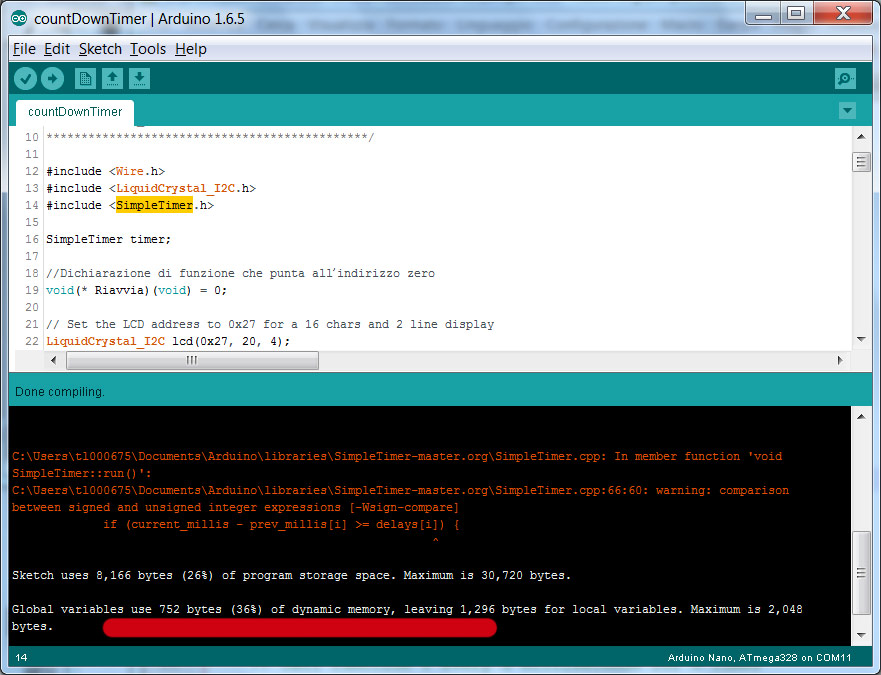 countDownTimer | Arduino 1.6.5
File Edit Sketch Tools Help
countDownTimer
10 **********************************************/
11
12 #include <Wire.h>
13 #include <LiquidCrystal_I2C.h>
14 #include <SimpleTimer.h>
15
16 SimpleTimer timer;
17
18 //Dichiarazione di funzione che punta all'indirizzo zero
19 void(* Riavvia)(void) = 0;
20
21 // Set the LCD address to 0x27 for a 16 chars and 2 line display
22 LiquidCrystal_I2C lcd(0x27, 20, 4);
Done compiling.
C:\Users\tl000675\Documents\Arduino\libraries\SimpleTimer-master.org\SimpleTimer.cpp: In member function 'void
SimpleTimer::run()':
C:\Users\tl000675\Documents\Arduino\libraries\SimpleTimer-master.org\SimpleTimer.cpp:66:60: warning: comparison
between signed and unsigned integer expressions [-Wsign-compare]
if (current_millis - prev_millis[i] >= delays[i]) {
^
Sketch uses 8,166 bytes (26%) of program storage space. Maximum is 30,720 bytes.
Global variables use 752 bytes (36%) of dynamic memory, leaving 1,296 bytes for local variables. Maximum is 2,048
bytes.
14 Arduino Nano, ATmega328 on COM11